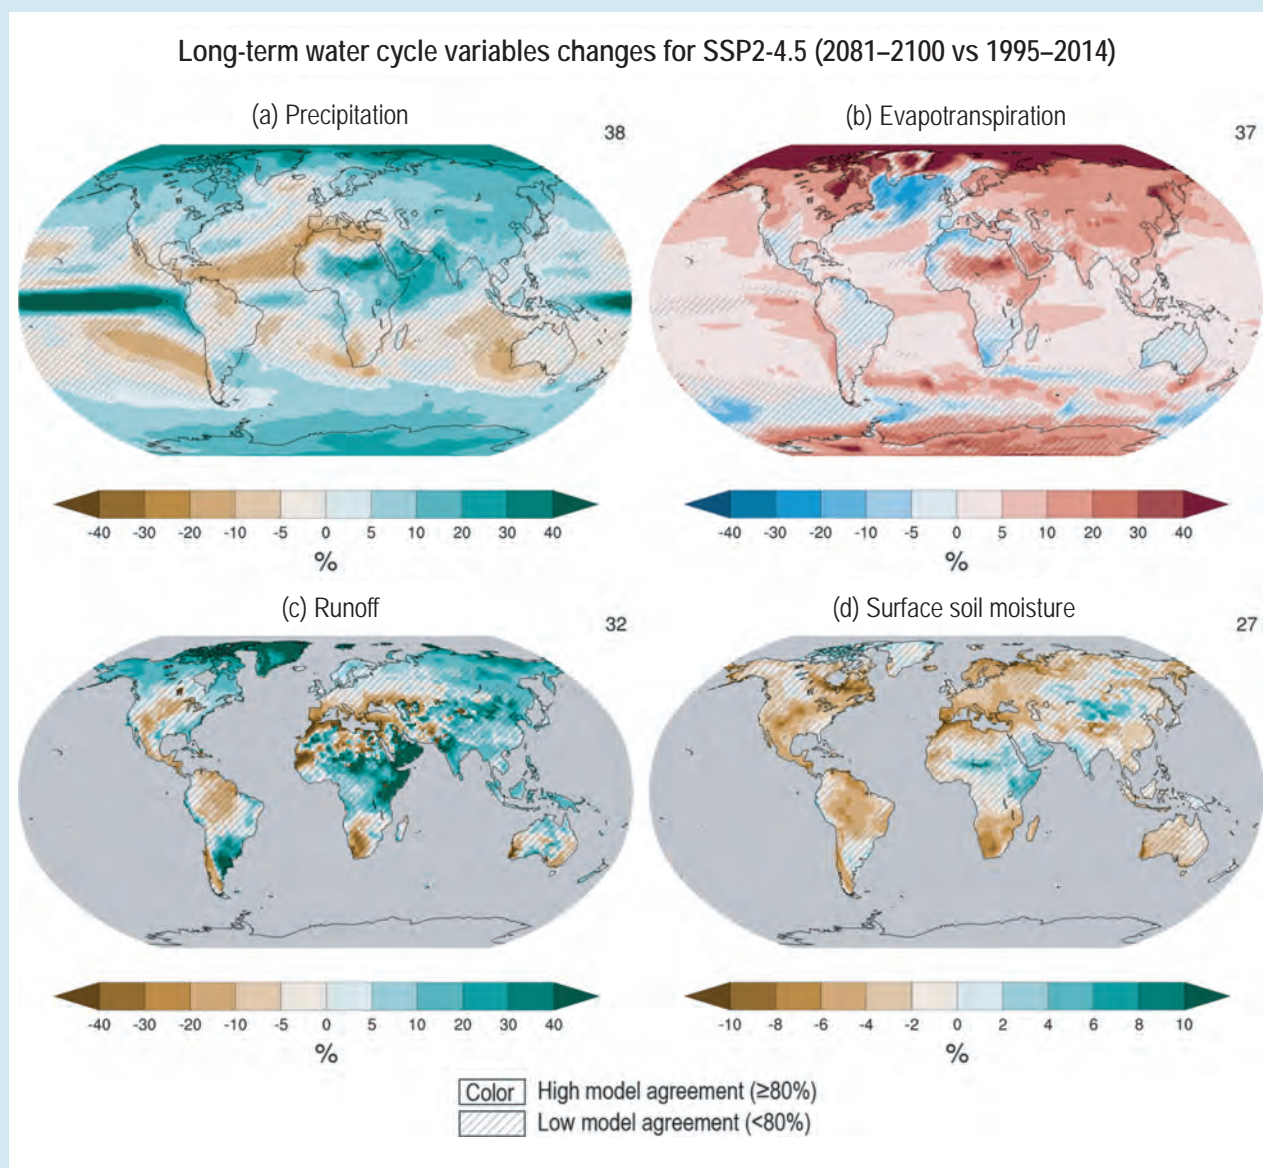 Long-term water cycle variables changes for SSP2-4.5 (2081–2100 vs 1995–2014)
(a) Precipitation
38
(b) Evapotranspiration
37
-40 -30 -20 -10 -5 0 5 10 20 30 40
%
-40 -30 -20 -10 -5 0 5 10 20 30 40
%
(c) Runoff
32
(d) Surface soil moisture
27
-40 -30 -20 -10 -5 0 5 10 20 30 40
%
-10 -8 -6 -4 -2 0 2 4 6 8 10
%
Color High model agreement (≥80%)
Low model agreement (<80%)